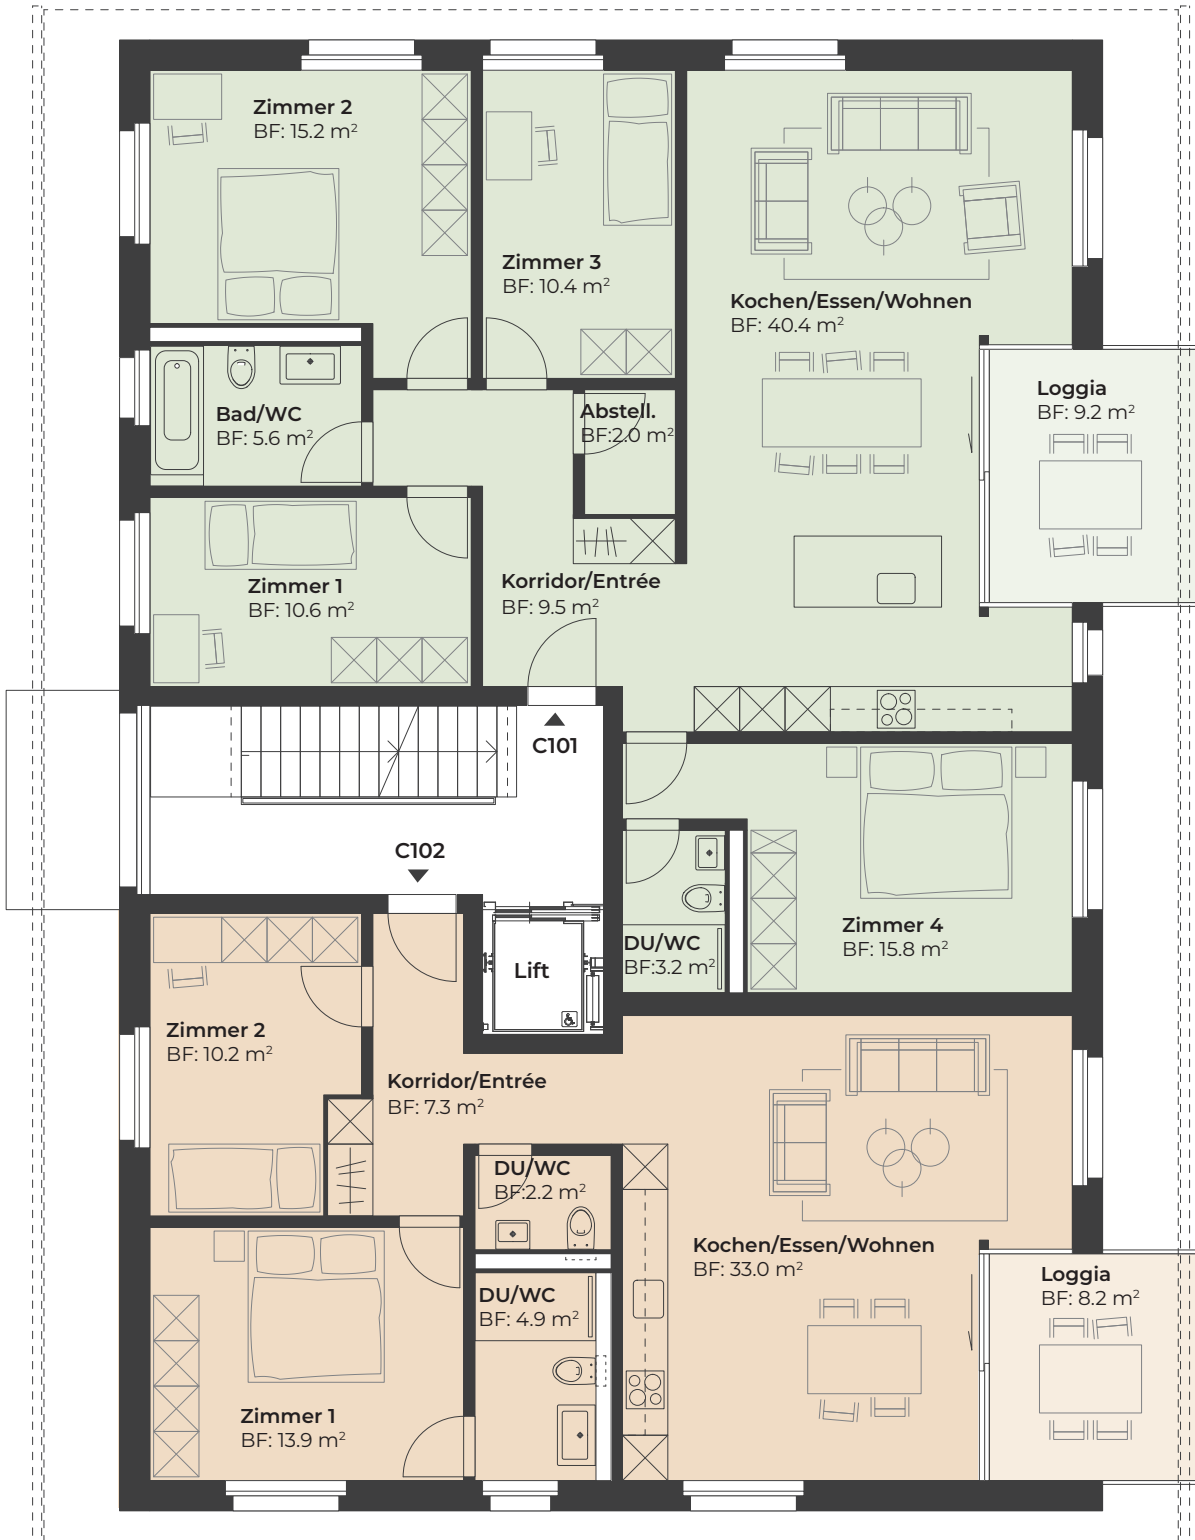 Zimmer 2
BF: 15.2 m²
Zimmer 3
BF: 10.4 m²
Kochen/Essen/Wohnen
BF: 40.4 m²
Loggia
BF: 9.2 m²
Bad/WC
BF: 5.6 m²
Abstell.
BF:2.0 m²
Zimmer 1
BF: 10.6 m²
Korridor/Entrée
BF: 9.5 m²
C101
C102
Zimmer 4
BF: 15.8 m²
DU/WC
BF:3.2 m²
Lift
Zimmer 2
BF: 10.2 m²
Korridor/Entrée
BF: 7.3 m²
DU/WC
BF:2.2 m²
Kochen/Essen/Wohnen
BF: 33.0 m²
Loggia
BF: 8.2 m²
DU/WC
BF: 4.9 m²
Zimmer 1
BF: 13.9 m²